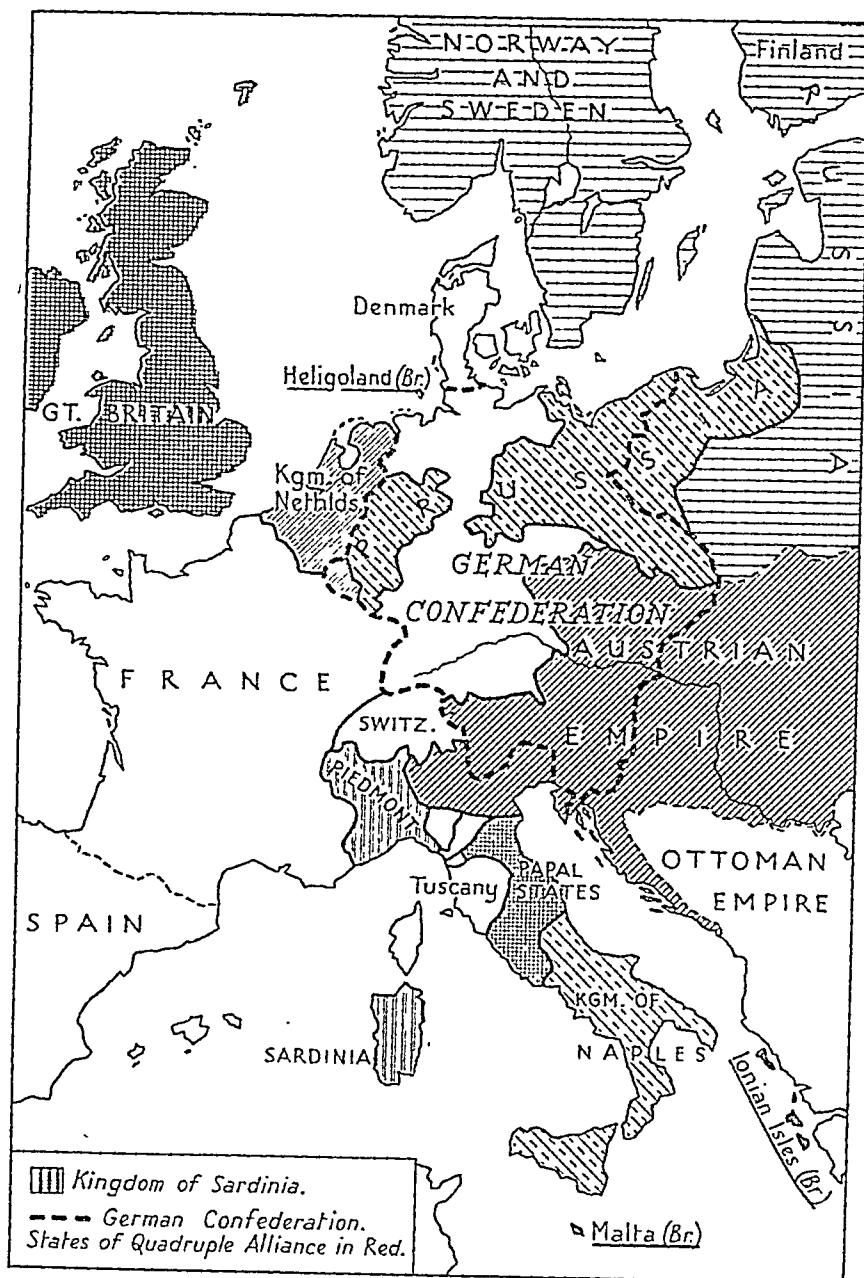 NORWAY
AND
SWEDEN
Finland
RUSSIA
Denmark
Heligoland (Br.)
GT. BRITAIN
Kgm. of
Nethlds
PRUSSIA
GERMAN
CONFEDERATION
AUSTRIAN
EMPIRE
FRANCE
SWITZ.
PIEDMONT
OTTOMAN
EMPIRE
PAPAL
STATES
Tuscany
SPAIN
KGM. OF
NAPLES
SARDINIA
Ionian Isles (Br.)
Malta (Br.)
Kingdom of Sardinia.
German Confederation.
States of Quadruple Alliance in Red.